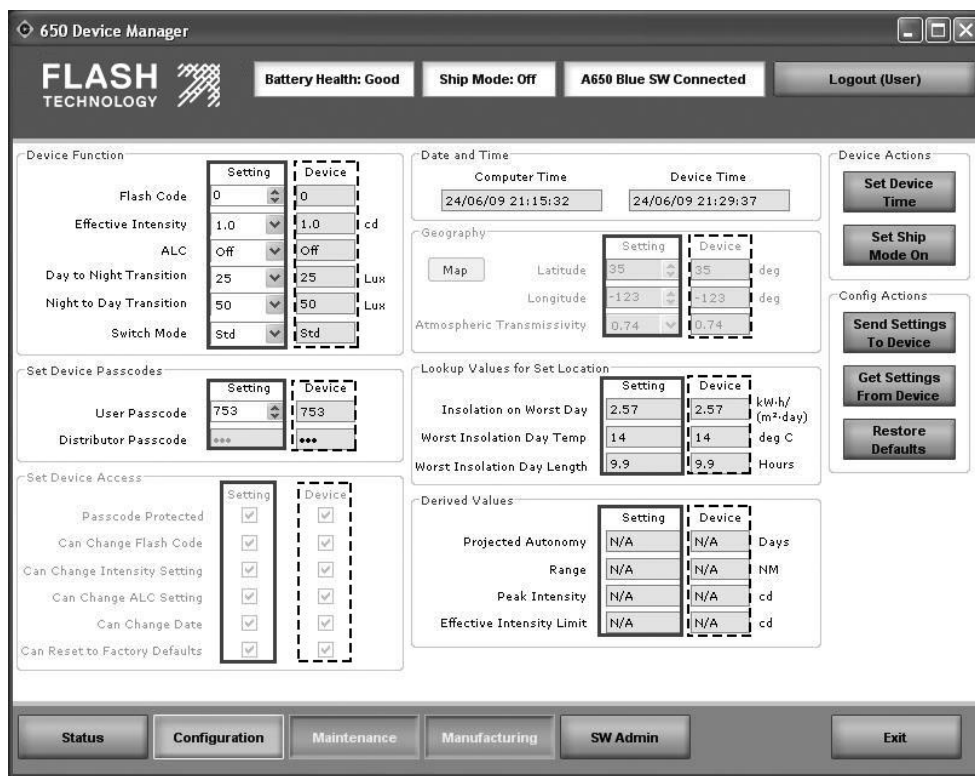 650 Device Manager
FLASH
TECHNOLOGY
Battery Health: Good
Ship Mode: Off
A650 Blue SW Connected
Logout (User)
Device Function
Setting Device
Flash Code 0 0
Effective Intensity 1.0 1.0 cd
ALC Off Off
Day to Night Transition 25 25 Lux
Night to Day Transition 50 50 Lux
Switch Mode Std Std
Set Device Passcodes
Setting Device
User Passcode 753 753
Distributor Passcode ••• •••
Set Device Access
Setting Device
Passcode Protected
Can Change Flash Code
Can Change Intensity Setting
Can Change ALC Setting
Can Change Date
Can Reset to Factory Defaults
Date and Time
Computer Time Device Time
24/06/09 21:15:32 24/06/09 21:29:37
Geography
Setting Device
Map
Latitude 35 35 deg
Longitude -123 -123 deg
Atmospheric Transmissivity 0.74 0.74
Lookup Values for Set Location
Setting Device
Insolation on Worst Day 2.57 2.57 kW·h/
(m²·day)
Worst Insolation Day Temp 14 14 deg C
Worst Insolation Day Length 9.9 9.9 Hours
Derived Values
Setting Device
Projected Autonomy N/A N/A Days
Range N/A N/A NM
Peak Intensity N/A N/A cd
Effective Intensity Limit N/A N/A cd
Device Actions
Set Device
Time
Set Ship
Mode On
Config Actions
Send Settings
To Device
Get Settings
From Device
Restore
Defaults
Status
Configuration
Maintenance
Manufacturing
SW Admin
Exit